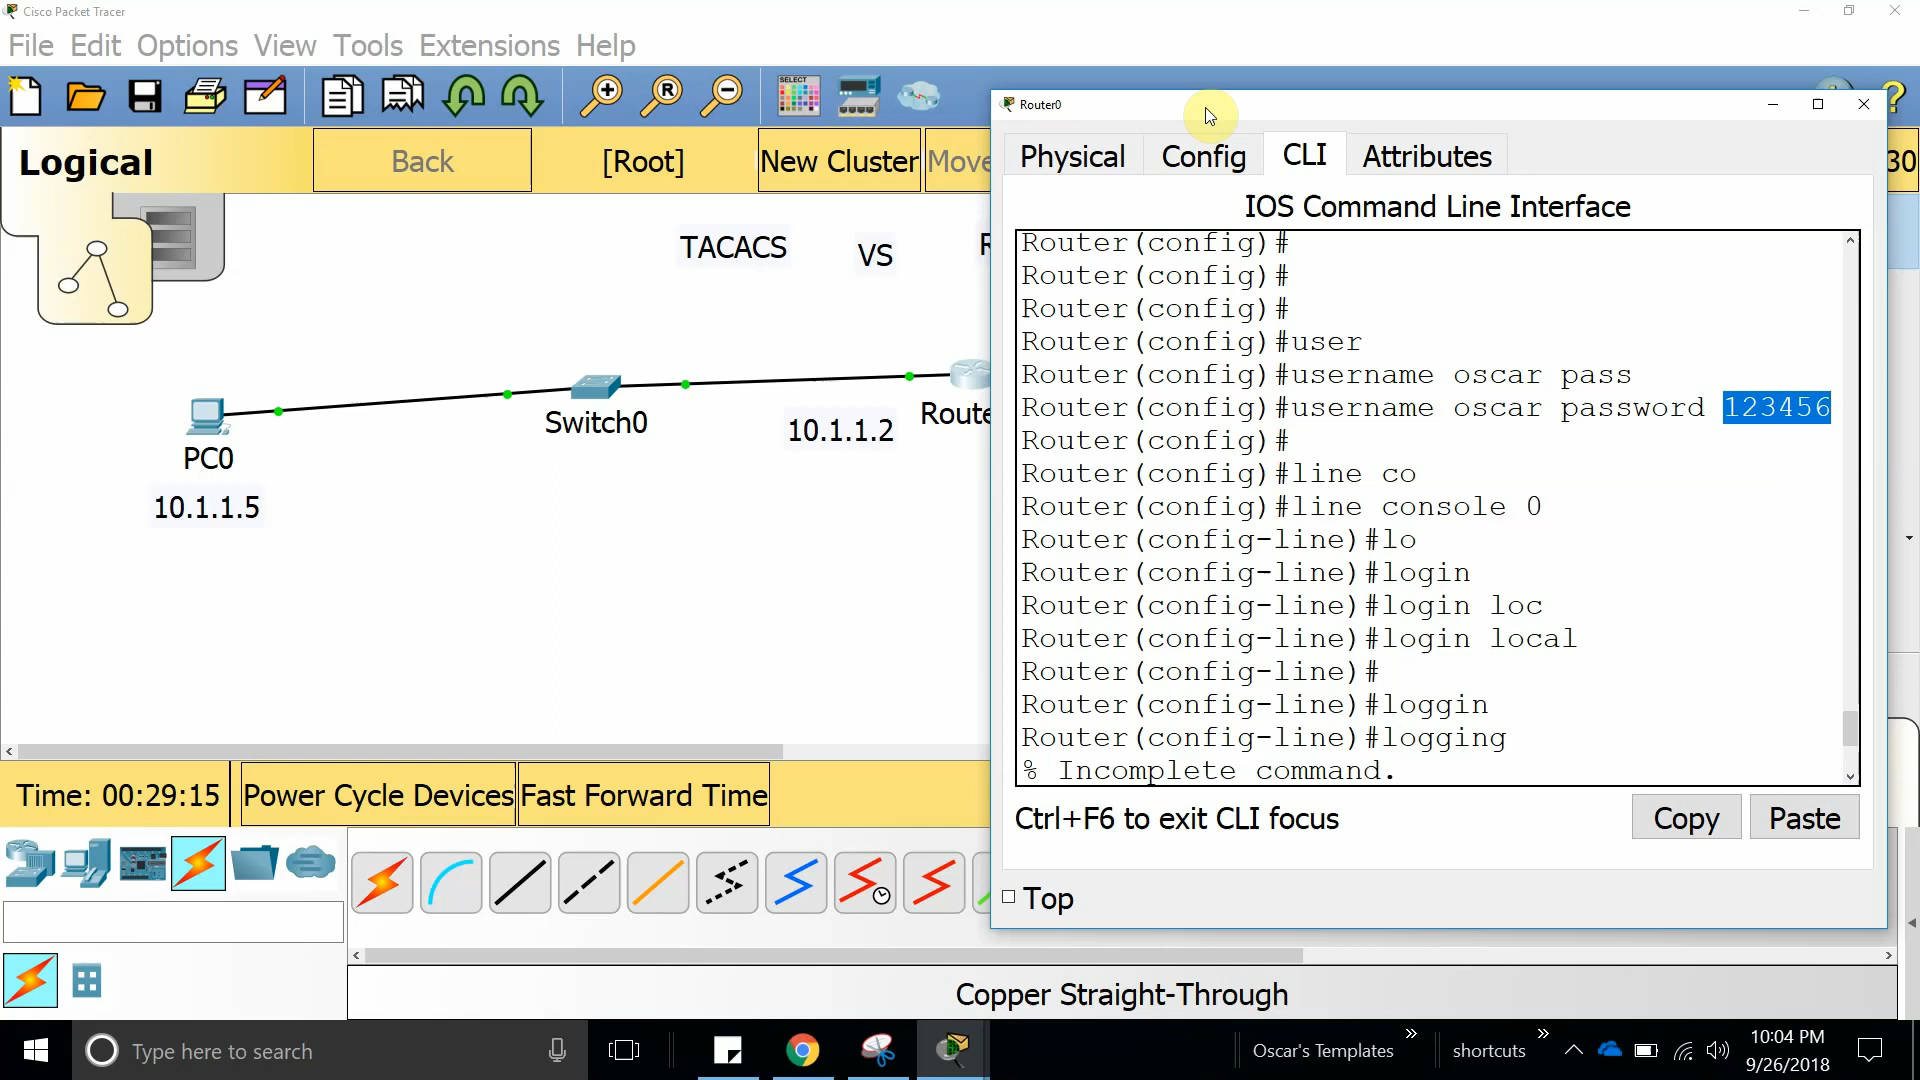 Cisco Packet Tracer
File Edit Options View Tools Extensions Help
SELECT
R
?
Logical
Back
[Root]
New Cluster
Move
30
TACACS
VS
R
PC0
10.1.1.5
Switch0
10.1.1.2
Route
Router0
Physical
Config
CLI
Attributes
IOS Command Line Interface
Router(config)#
Router(config)#
Router(config)#
Router(config)#user
Router(config)#username oscar pass
Router(config)#username oscar password 123456
Router(config)#
Router(config)#line co
Router(config)#line console 0
Router(config-line)#lo
Router(config-line)#login
Router(config-line)#login loc
Router(config-line)#login local
Router(config-line)#
Router(config-line)#loggin
Router(config-line)#logging
% Incomplete command.
Ctrl+F6 to exit CLI focus
Copy
Paste
Top
Time: 00:29:15
Power Cycle Devices
Fast Forward Time
Copper Straight-Through
Type here to search
Oscar's Templates
shortcuts
10:04 PM
9/26/2018